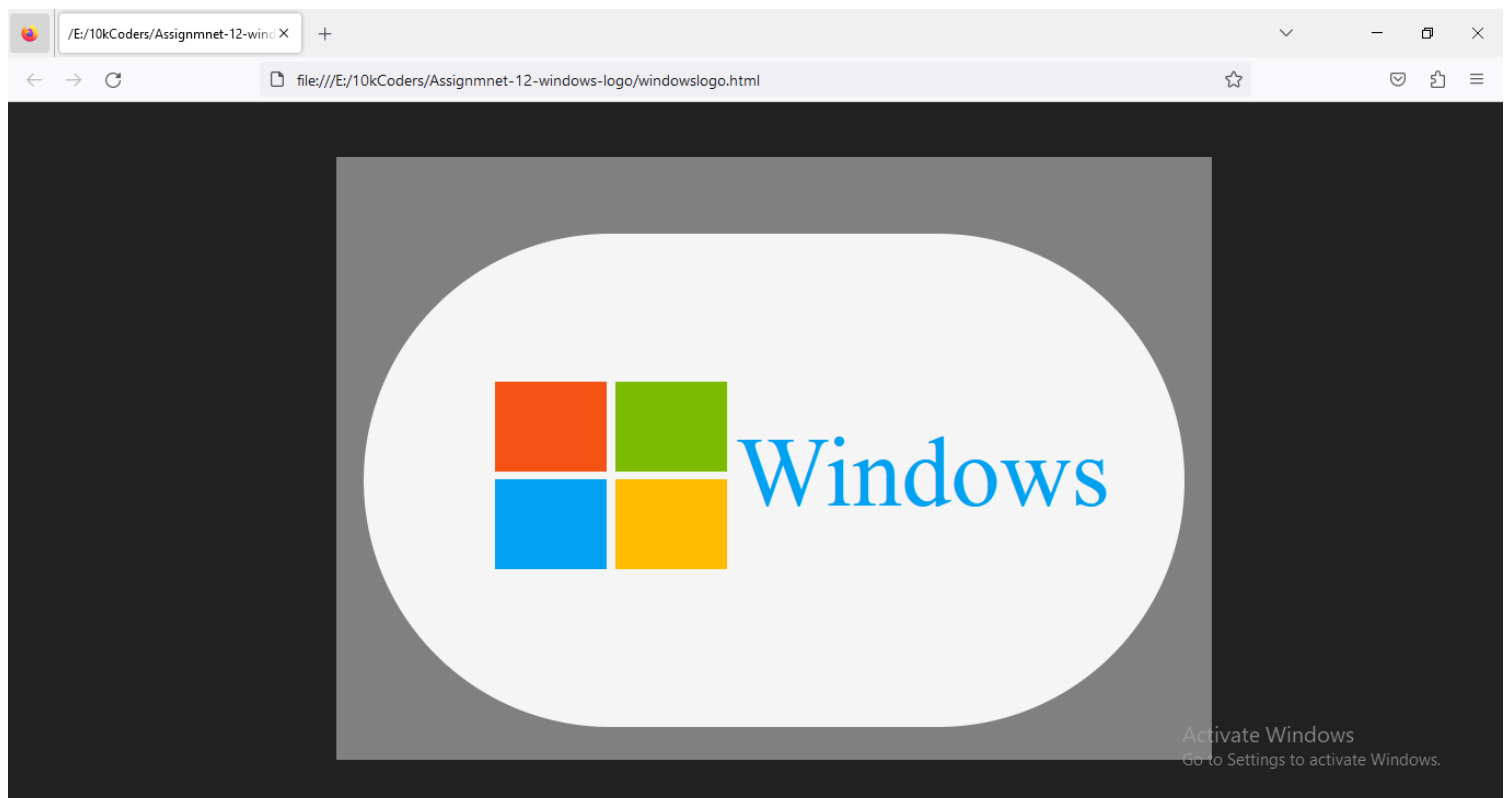 /E:/10kCoders/Assignmnet-12-wind
file:///E:/10kCoders/Assignmnet-12-windows-logo/windowslogo.html
Windows
Activate Windows
Go to Settings to activate Windows.